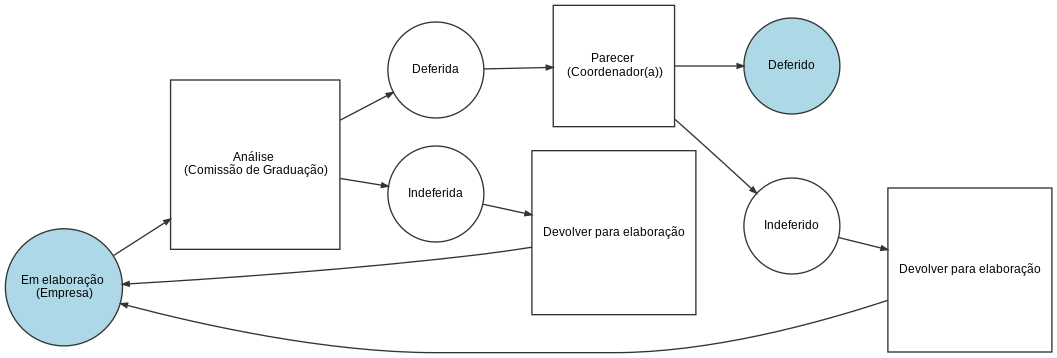 Em elaboração
(Empresa)
Análise
(Comissão de Graduação)
Deferida
Indeferida
Parecer
(Coordenador(a))
Devolver para elaboração
Deferido
Indeferido
Devolver para elaboração